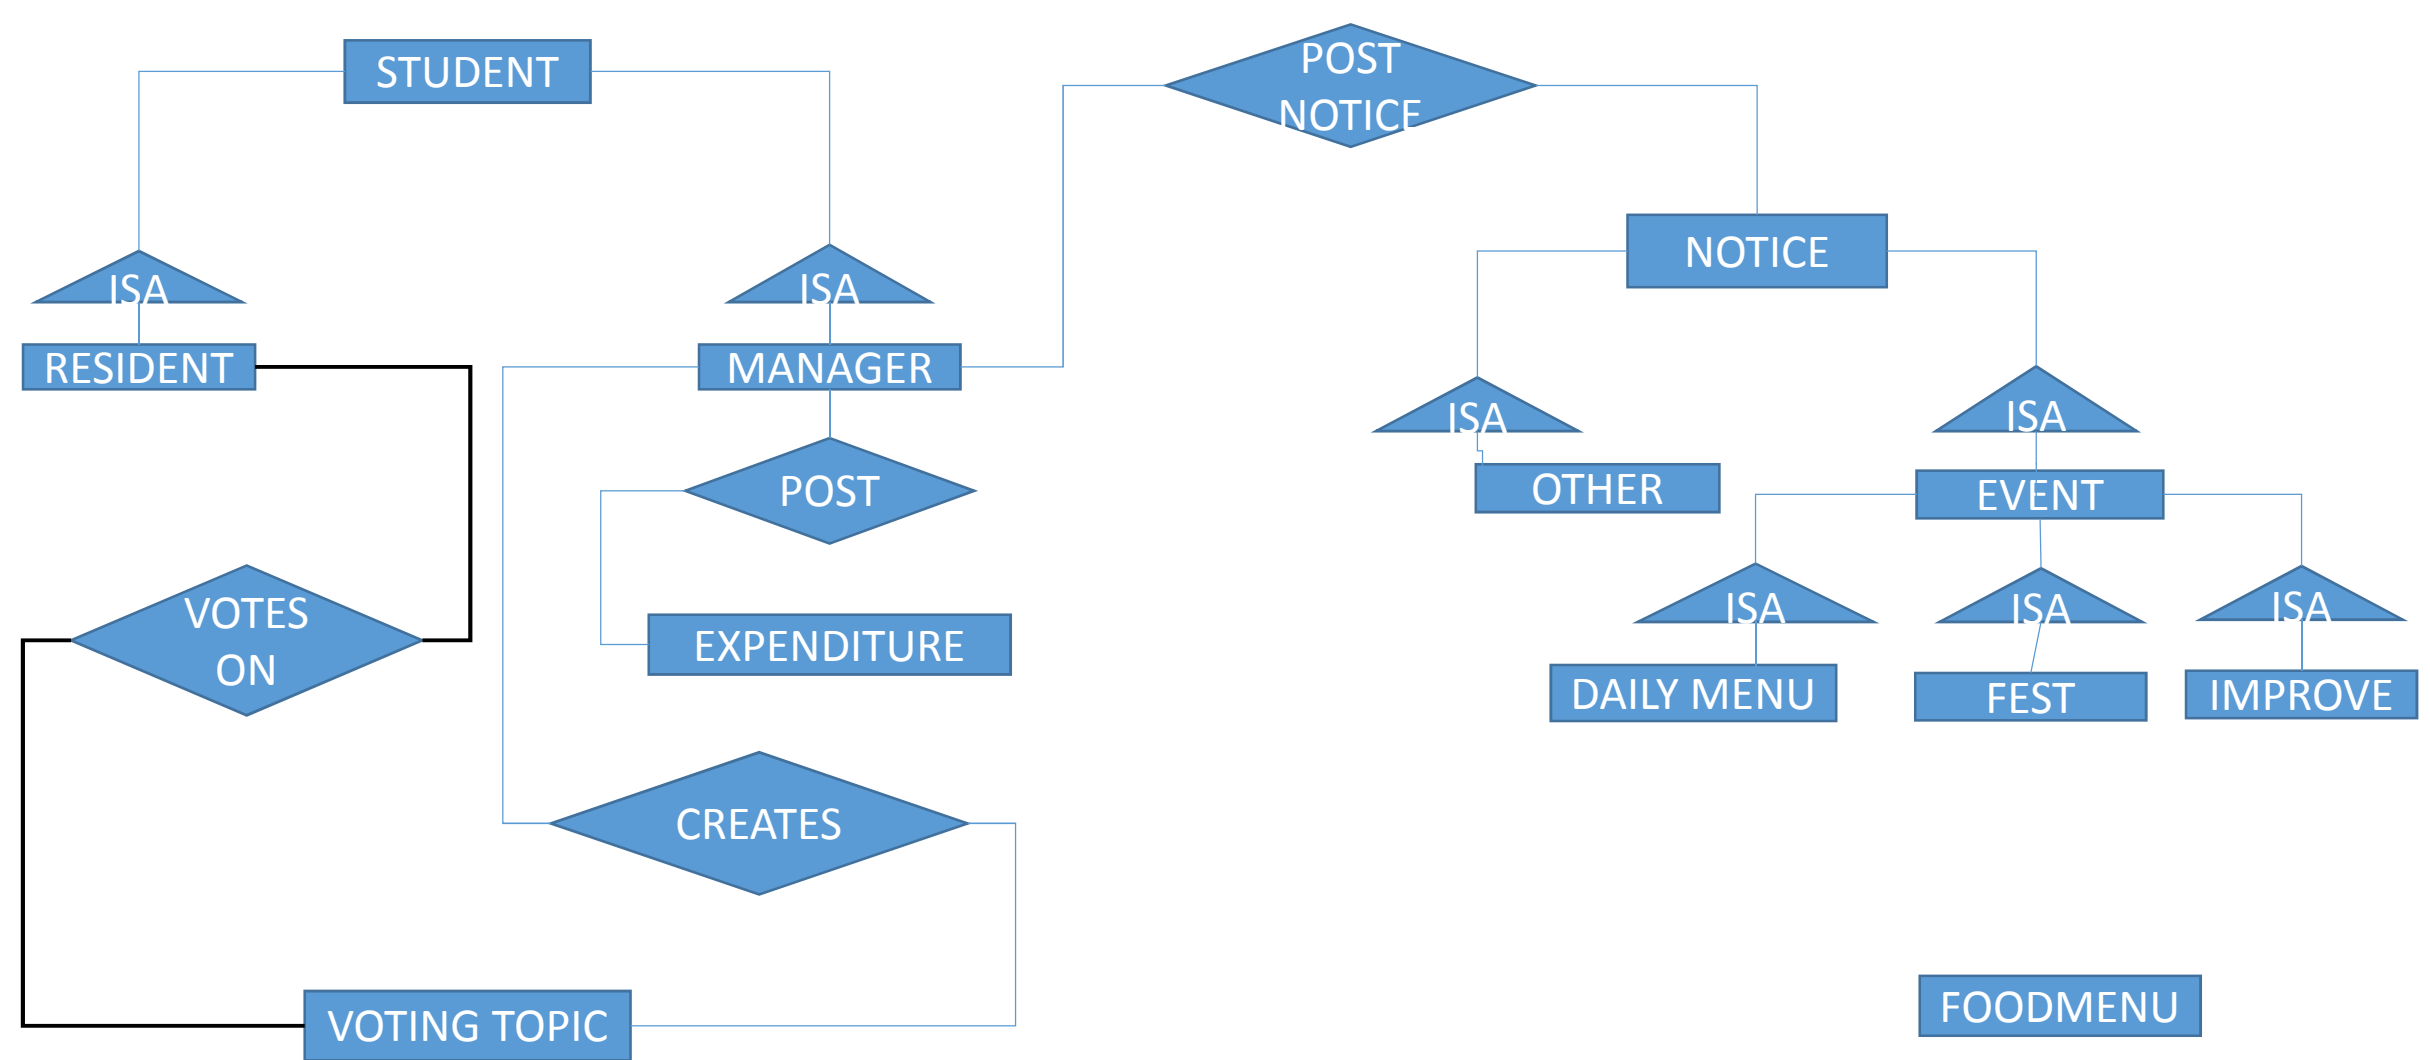 STUDENT
POST
NOTICE
NOTICE
ISA
ISA
RESIDENT
MANAGER
ISA
ISA
POST
OTHER
EVENT
VOTES
ON
EXPENDITURE
ISA
ISA
ISA
DAILY MENU
FEST
IMPROVE
CREATES
VOTING TOPIC
FOODMENU